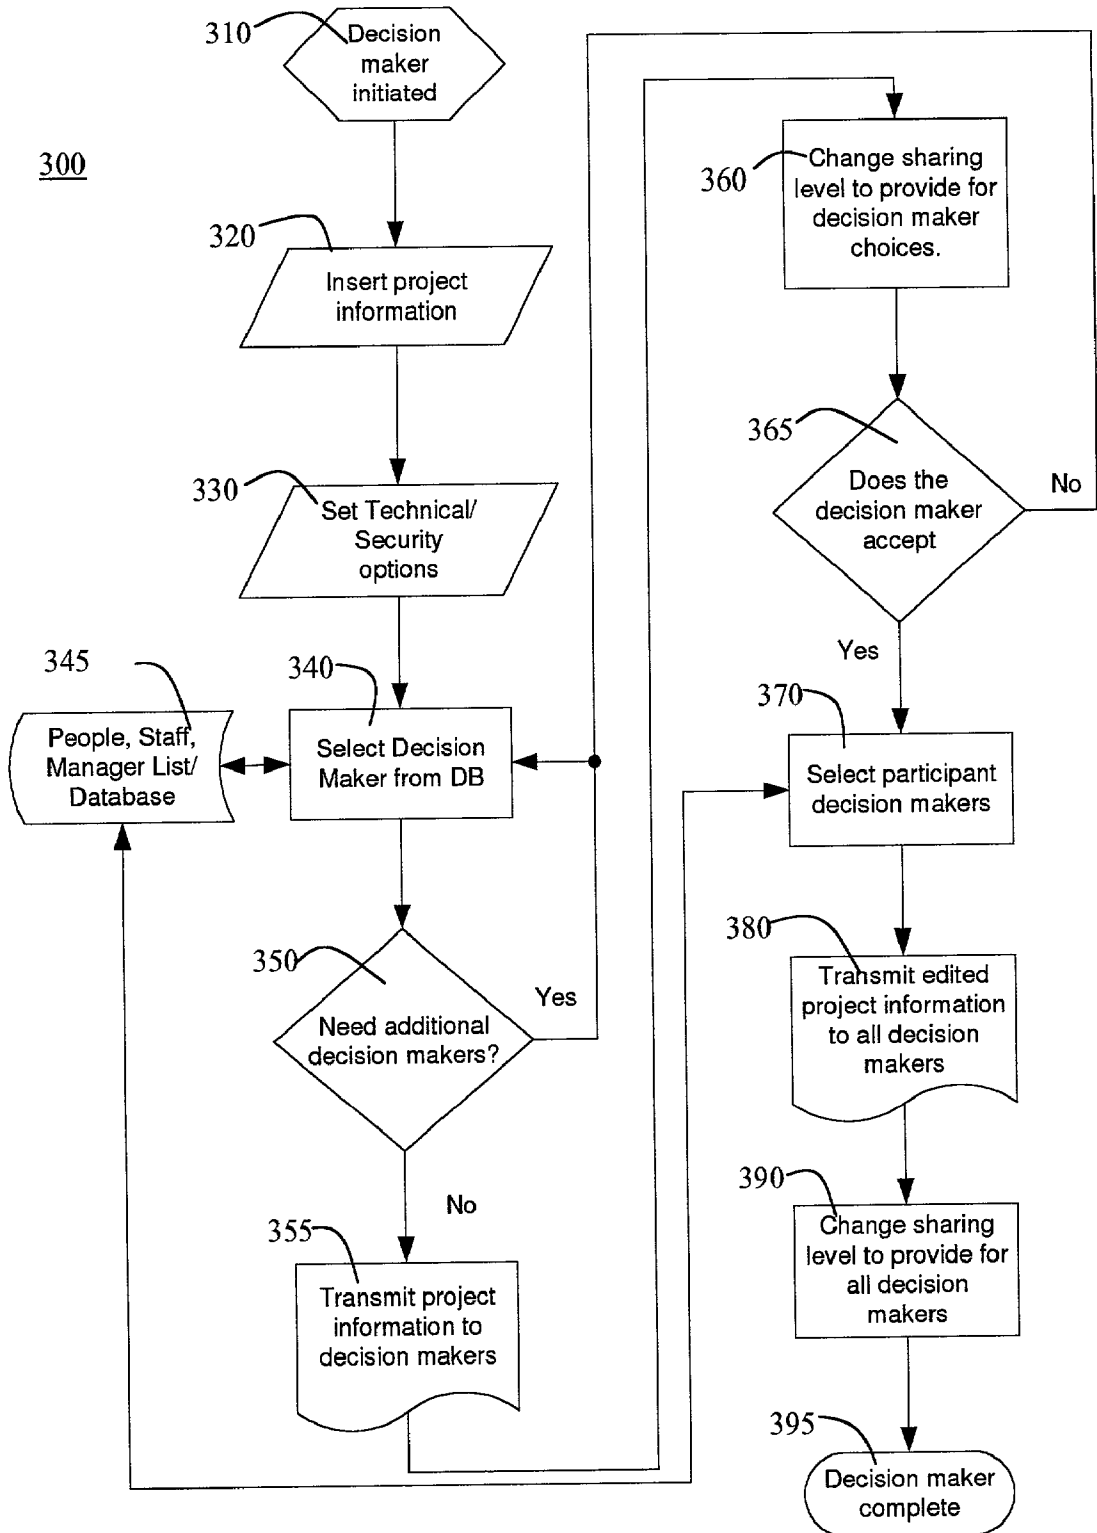 310
Decision
maker
initiated
300
320
Insert project
information
330
Set Technical/
Security
options
345
People, Staff,
Manager List/
Database
340
Select Decision
Maker from DB
350
Need additional
decision makers?
Yes
No
355
Transmit project
information to
decision makers
360
Change sharing
level to provide for
decision maker
choices.
365
Does the
decision maker
accept
No
Yes
370
Select participant
decision makers
380
Transmit edited
project information
to all decision
makers
390
Change sharing
level to provide for
all decision
makers
395
Decision maker
complete